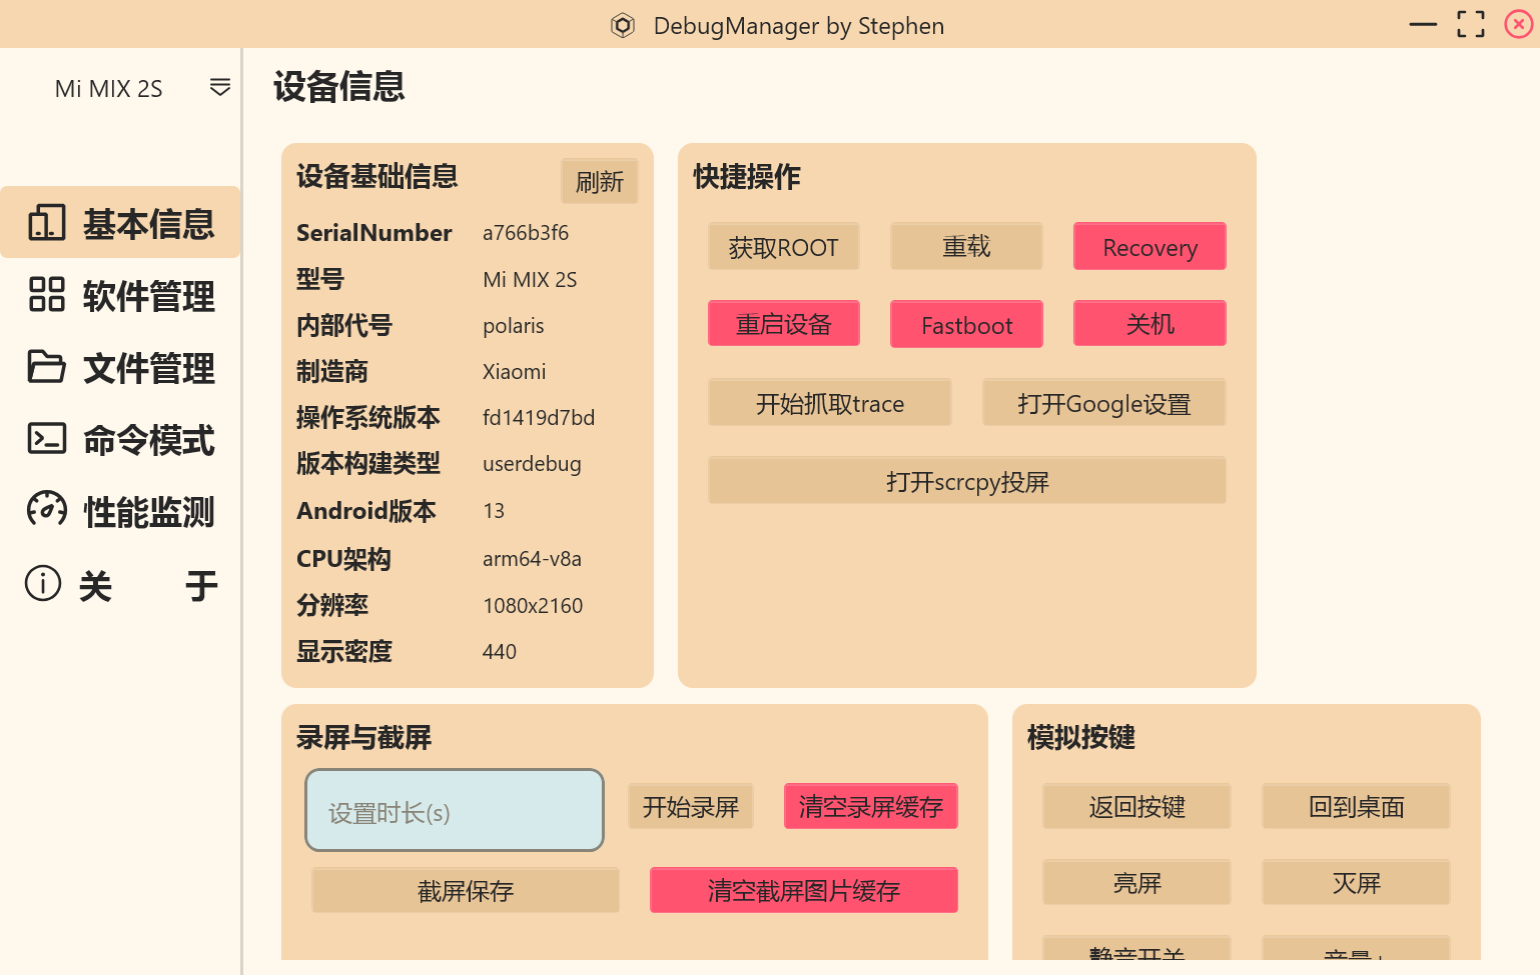 DebugManager by Stephen
Mi MIX 2S
基本信息
软件管理
文件管理
命令模式
性能监测
关 于
设备信息
设备基础信息
刷新
SerialNumber a766b3f6
型号 Mi MIX 2S
内部代号 polaris
制造商 Xiaomi
操作系统版本 fd1419d7bd
版本构建类型 userdebug
Android版本 13
CPU架构 arm64-v8a
分辨率 1080x2160
显示密度 440
快捷操作
获取ROOT 重载 Recovery
重启设备 Fastboot 关机
开始抓取trace 打开Google设置
打开scrcpy投屏
录屏与截屏
设置时长(s) 开始录屏 清空录屏缓存
截屏保存 清空截屏图片缓存
模拟按键
返回按键 回到桌面
亮屏 灭屏
静音开关 音量+